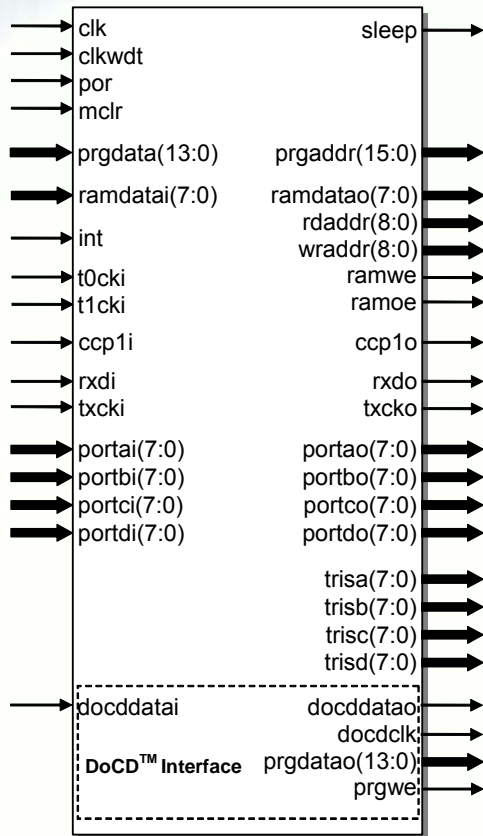 clk sleep
clkwdt
por
mclr
prgdata(13:0) prgaddr(15:0)
ramdatai(7:0) ramdatao(7:0)
rdaddr(8:0)
int wraddr(8:0)
t0cki ramwe
t1cki ramoe
ccp1i ccp1o
rxdi rxdo
txcki txcko
portai(7:0) portao(7:0)
portbi(7:0) portbo(7:0)
portci(7:0) portco(7:0)
portdi(7:0) portdo(7:0)
trisa(7:0)
trisb(7:0)
trisc(7:0)
trisd(7:0)
docddatai docddatao
docdclk
DoCD™ Interface prgdatao(13:0)
prgwe